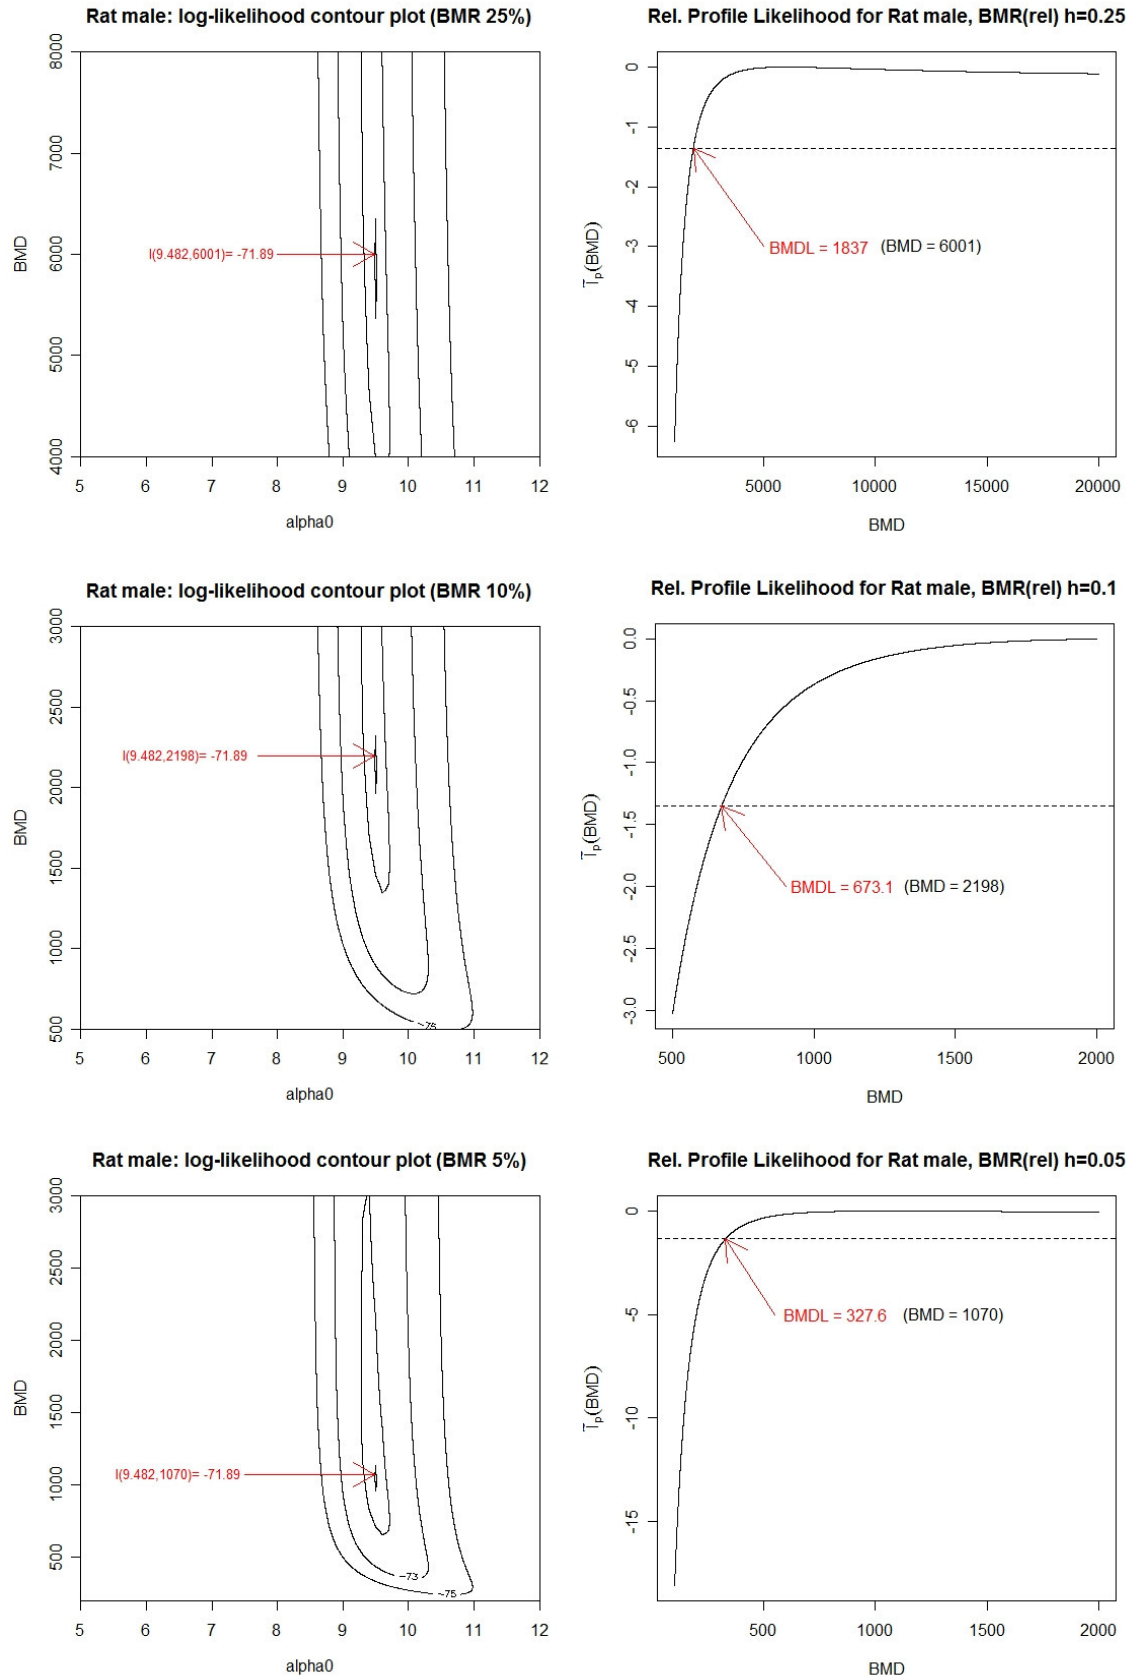 Rat male: log-likelihood contour plot (BMR 25%)
BMD
8000
7000
6000
5000
4000
l(9.482,6001)= -71.89
5 6 7 8 9 10 11 12
alpha0
Rel. Profile Likelihood for Rat male, BMR(rel) h=0.25
l̅p(BMD)
0
-1
-2
-3
-4
-5
-6
BMDL = 1837 (BMD = 6001)
5000 10000 15000 20000
BMD
Rat male: log-likelihood contour plot (BMR 10%)
BMD
3000
2500
2000
1500
1000
500
l(9.482,2198)= -71.89
-75
5 6 7 8 9 10 11 12
alpha0
Rel. Profile Likelihood for Rat male, BMR(rel) h=0.1
l̅p(BMD)
0.0
-0.5
-1.0
-1.5
-2.0
-2.5
-3.0
BMDL = 673.1 (BMD = 2198)
500 1000 1500 2000
BMD
Rat male: log-likelihood contour plot (BMR 5%)
BMD
3000
2500
2000
1500
1000
500
l(9.482,1070)= -71.89
-73
-75
5 6 7 8 9 10 11 12
alpha0
Rel. Profile Likelihood for Rat male, BMR(rel) h=0.05
l̅p(BMD)
0
-5
-10
-15
BMDL = 327.6 (BMD = 1070)
500 1000 1500 2000
BMD